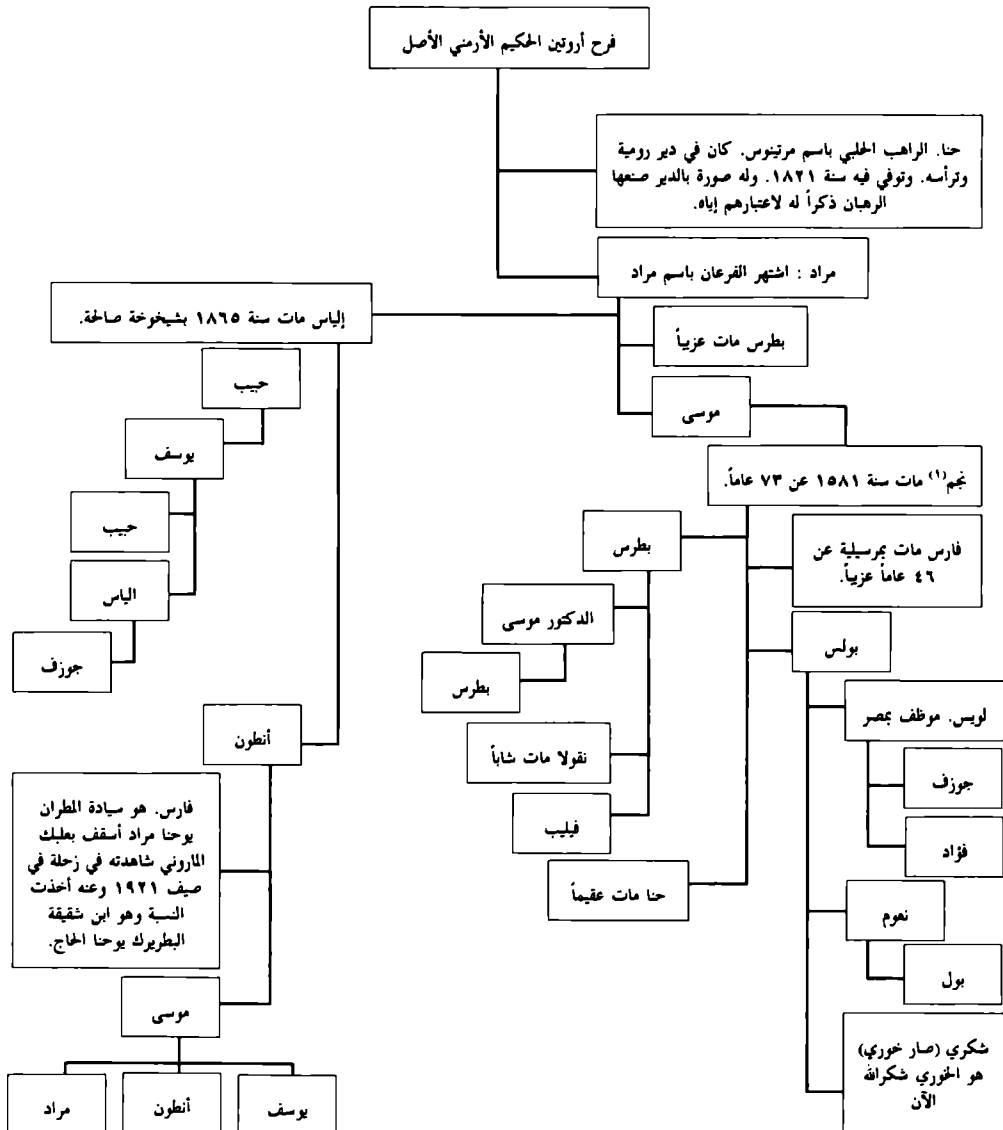 فرح أروتين الحكيم الأرمني الأصل
حنا. الراهب الحلبي باسم مرتينوس. كان في دير رومية
وترأسه. وتوفي فيه سنة ١٨٢١. وله صورة بالدير صنعها
الرهبان ذكراً له لاعتبارهم إياه.
مراد : اشتهر الفرعان باسم مراد
إلياس مات سنة ١٨٦٥ بشيخوخة صالحة.
بطرس مات عزيباً
موسى
حبيب
يوسف
حبيب
الياس
جوزف
نجم(١) مات سنة ١٥٨١ عن ٧٣ عاماً.
بطرس
فارس مات بمرسيلية عن
٤٦ عاماً عزيباً.
الدكتور موسى
بطرس
بولس
نقولا مات شاباً
فيليب
حنا مات عقيماً
لويس. موظف بمصر
جوزف
فؤاد
نعوم
بول
شكري (صار خوري)
هو الخوري شكرالله
الآن
أنطون
فارس. هو سيادة المطران
يوحنا مراد أسقف بعلبك
الماروني شاهدته في زحلة في
صيف ١٩٢١ وعنه أخذت
النسبة وهو ابن شقيقة
البطريرك يوحنا الحاج.
موسى
يوسف
أنطون
مراد